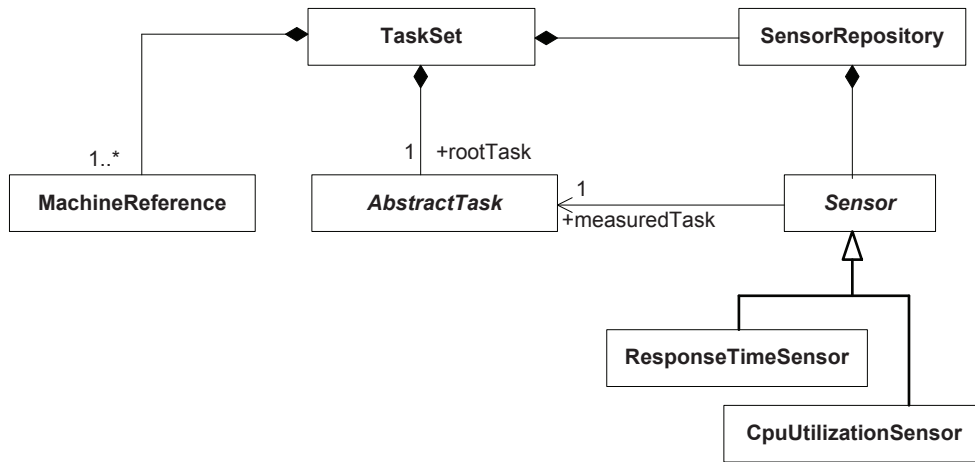 TaskSet
SensorRepository
1..*
1
+rootTask
MachineReference
AbstractTask
1
+measuredTask
Sensor
ResponseTimeSensor
CpuUtilizationSensor